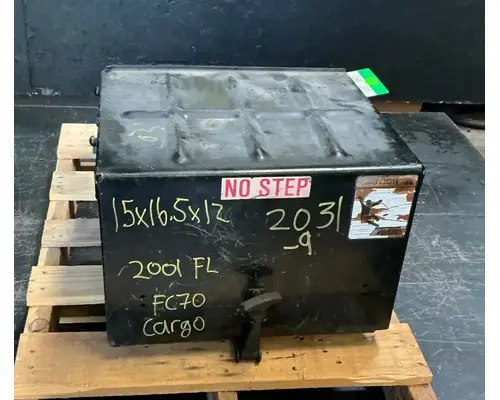 NO STEP
15x16.5x12
2031
-9
2001 FL
FC70
cargo